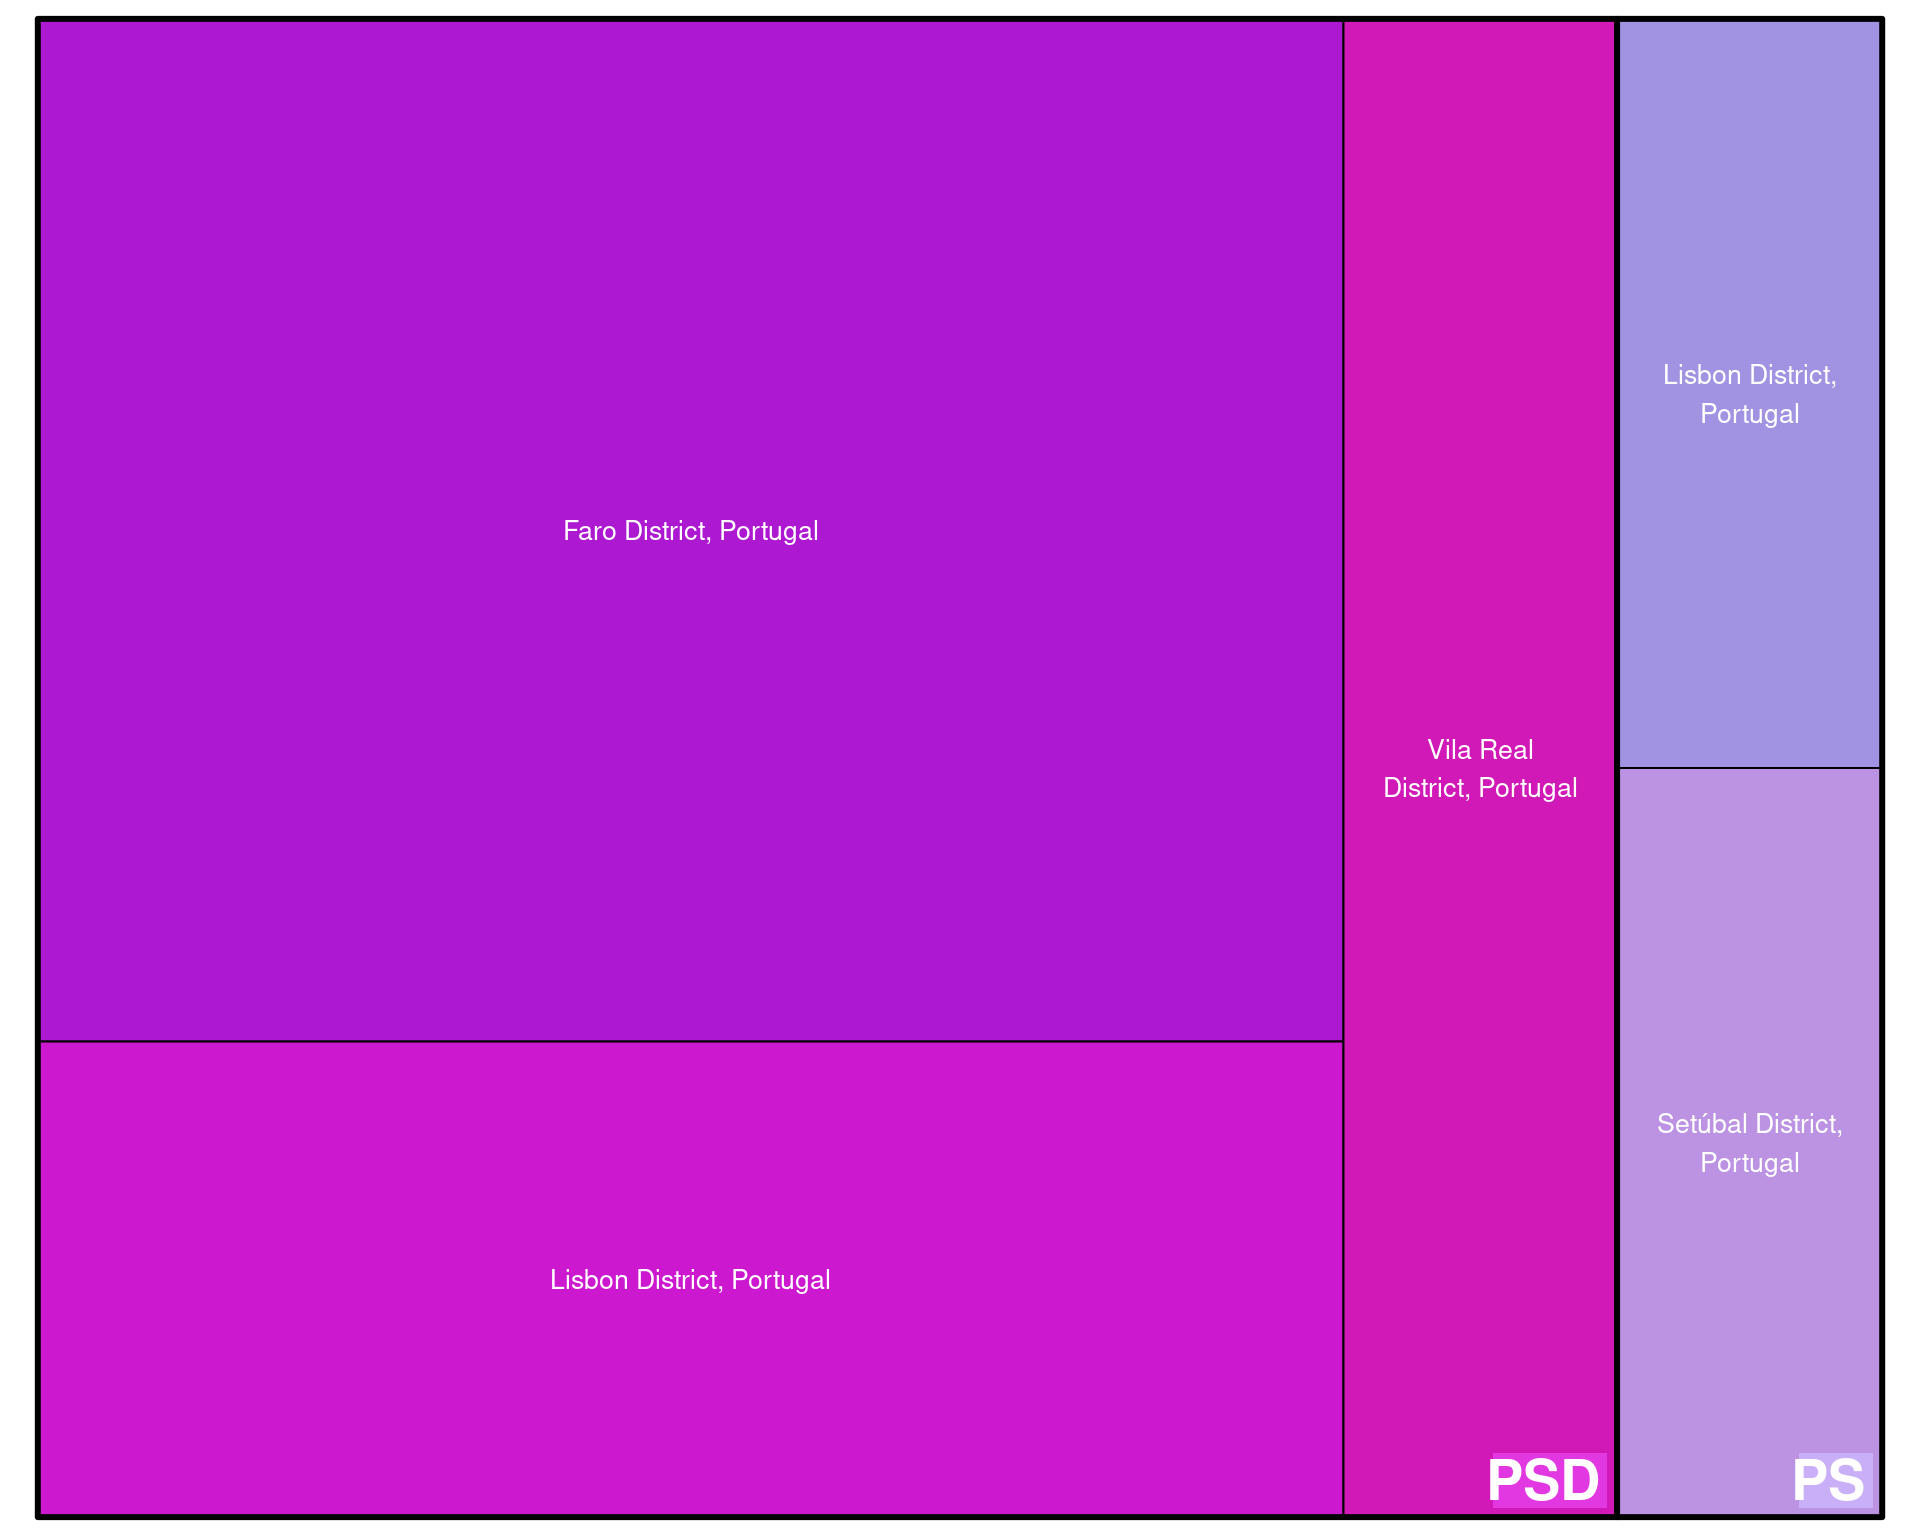 Faro District, Portugal
Lisbon District, Portugal
Vila Real
District, Portugal
PSD
Lisbon District,
Portugal
Setúbal District,
Portugal
PS